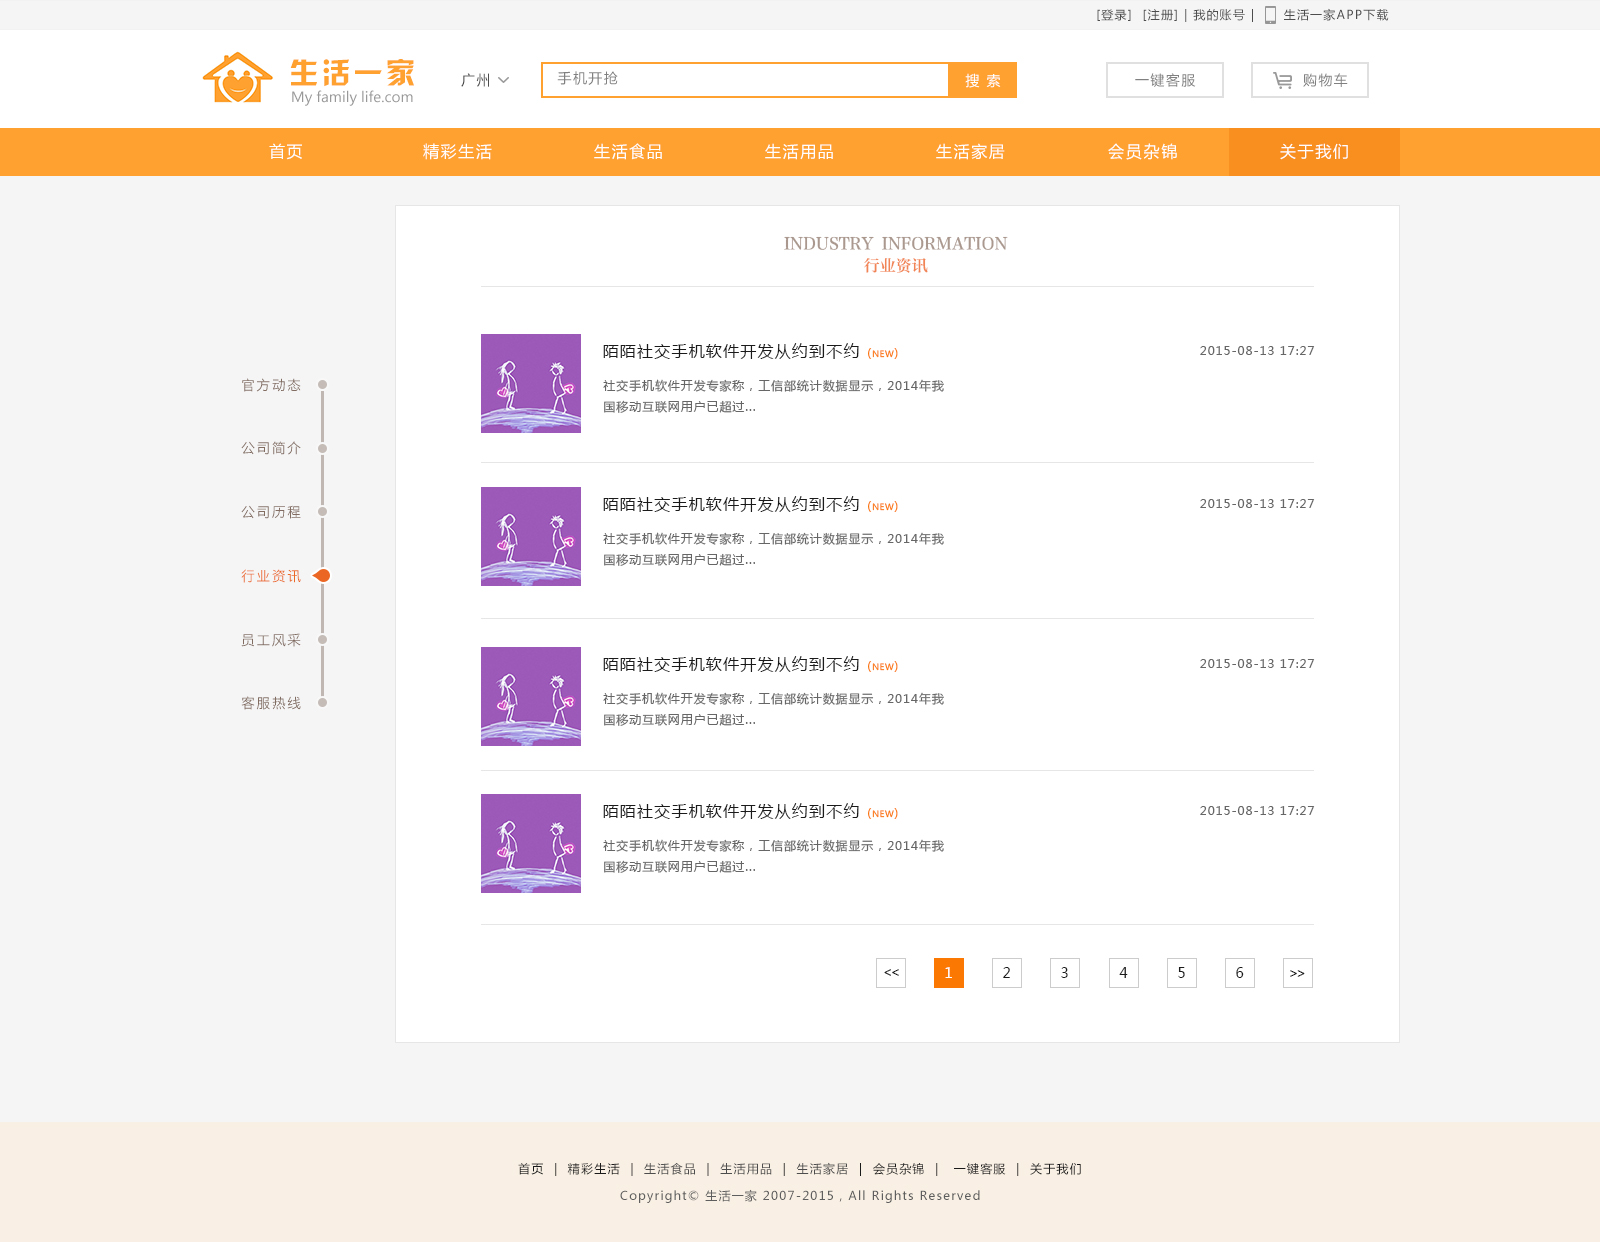 [登录] [注册] | 我的账号 | 生活一家APP下载
生活一家
My family life.com
广州
手机开抢
搜 索
一键客服
购物车
首页 精彩生活 生活食品 生活用品 生活家居 会员杂锦 关于我们
INDUSTRY INFORMATION
行业资讯
官方动态
公司简介
公司历程
行业资讯
员工风采
客服热线
陌陌社交手机软件开发从约到不约 (NEW) 2015-08-13 17:27
社交手机软件开发专家称，工信部统计数据显示，2014年我
国移动互联网用户已超过...
陌陌社交手机软件开发从约到不约 (NEW) 2015-08-13 17:27
社交手机软件开发专家称，工信部统计数据显示，2014年我
国移动互联网用户已超过...
陌陌社交手机软件开发从约到不约 (NEW) 2015-08-13 17:27
社交手机软件开发专家称，工信部统计数据显示，2014年我
国移动互联网用户已超过...
陌陌社交手机软件开发从约到不约 (NEW) 2015-08-13 17:27
社交手机软件开发专家称，工信部统计数据显示，2014年我
国移动互联网用户已超过...
<< 1 2 3 4 5 6 >>
首页 | 精彩生活 | 生活食品 | 生活用品 | 生活家居 | 会员杂锦 | 一键客服 | 关于我们
Copyright© 生活一家 2007-2015 , All Rights Reserved